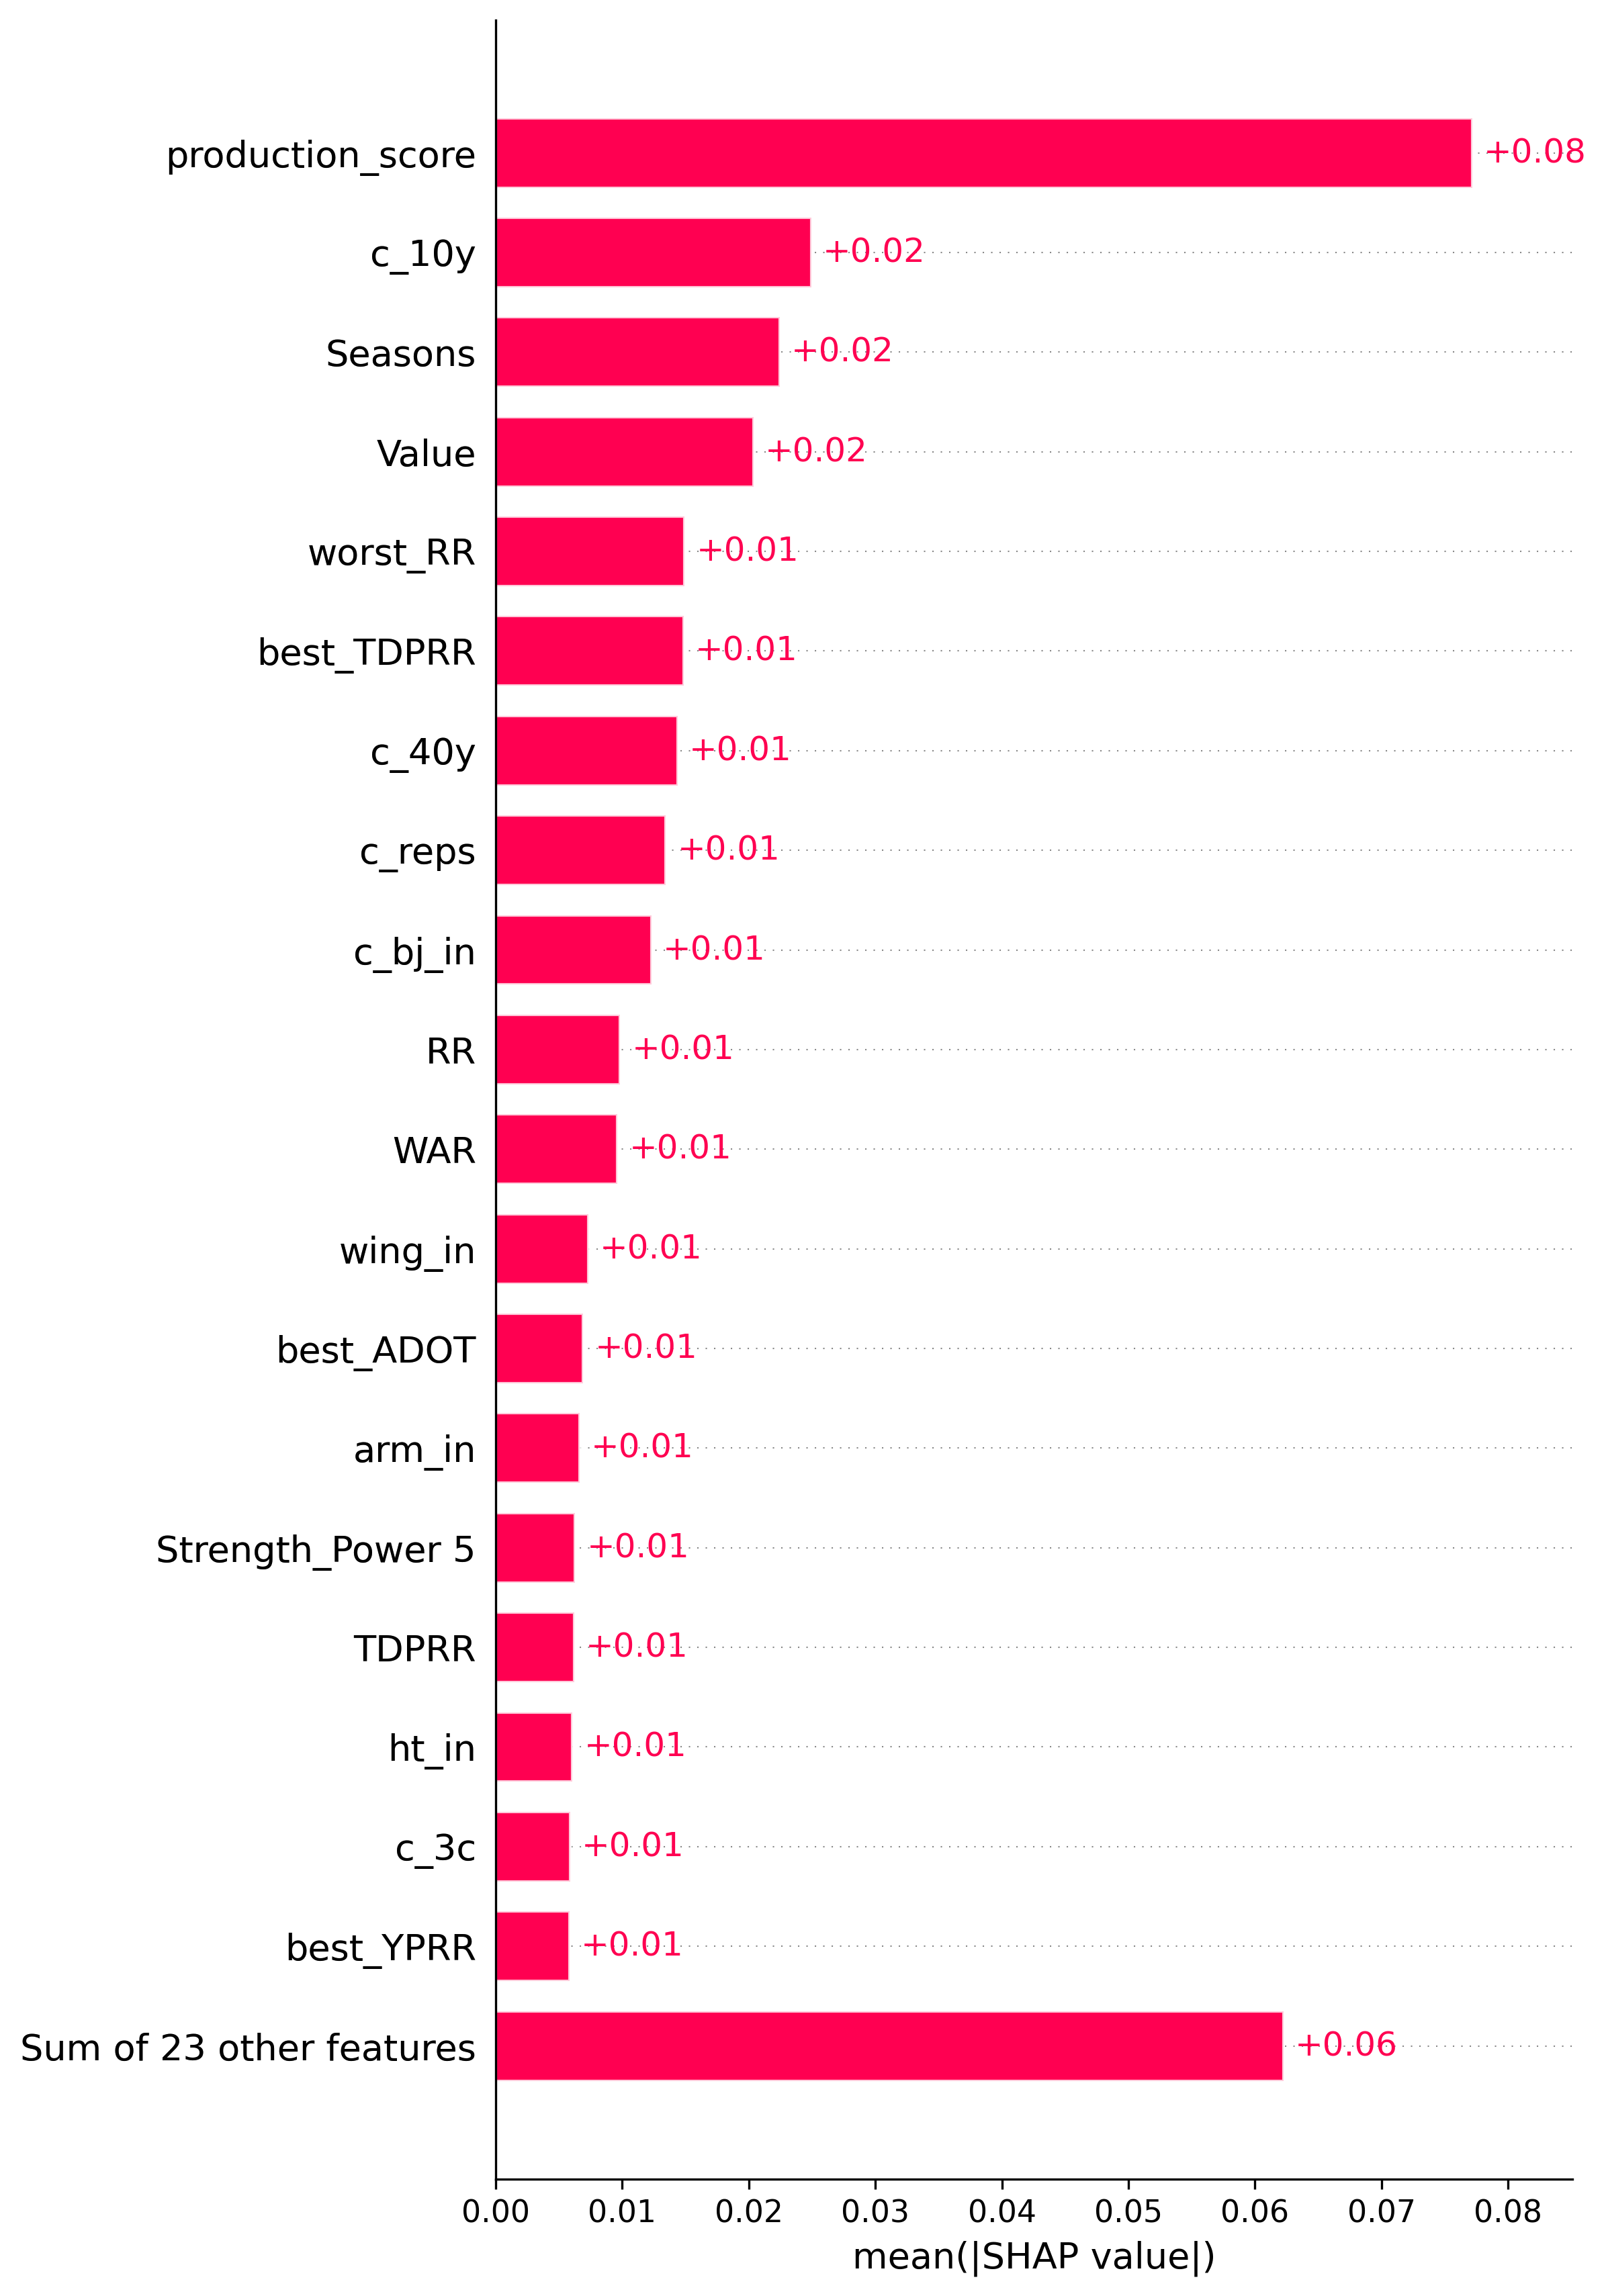 production_score +0.08
c_10y +0.02
Seasons +0.02
Value +0.02
worst_RR +0.01
best_TDPRR +0.01
c_40y +0.01
c_reps +0.01
c_bj_in +0.01
RR +0.01
WAR +0.01
wing_in +0.01
best_ADOT +0.01
arm_in +0.01
Strength_Power 5 +0.01
TDPRR +0.01
ht_in +0.01
c_3c +0.01
best_YPRR +0.01
Sum of 23 other features +0.06
0.00 0.01 0.02 0.03 0.04 0.05 0.06 0.07 0.08
mean(|SHAP value|)